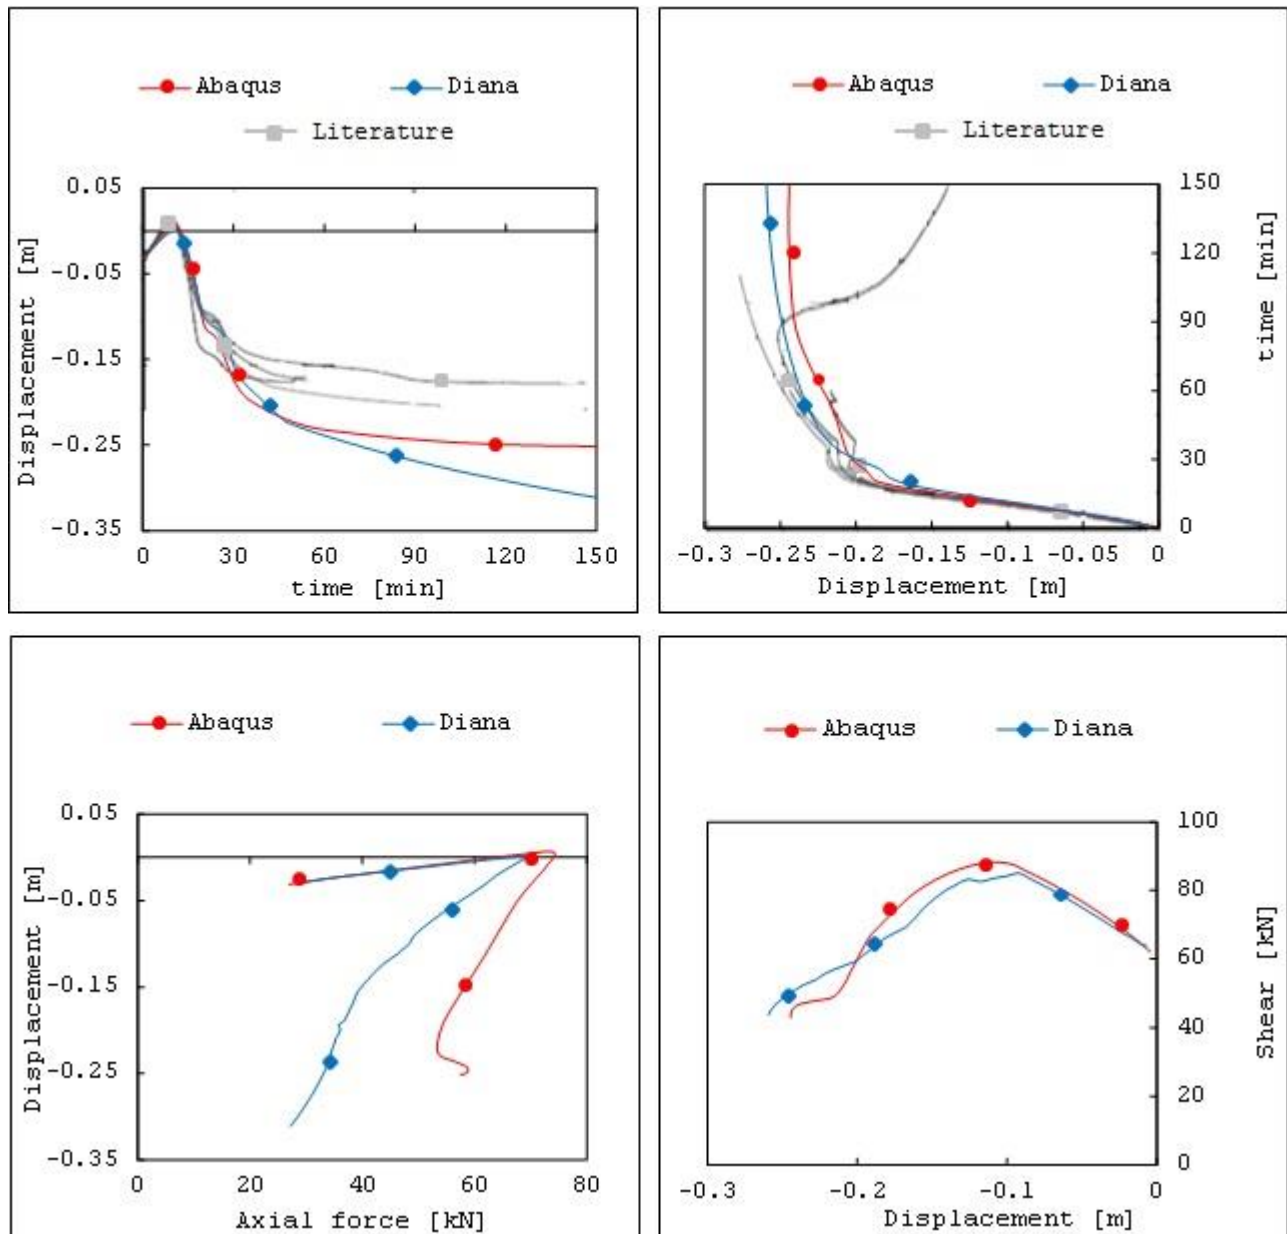 Abaqus Diana
Literature
0.05
-0.05
-0.15
-0.25
-0.35
Displacement [m]
0 30 60 90 120 150
time [min]
Abaqus Diana
Literature
150
120
90
60
30
0
time [min]
-0.3 -0.25 -0.2 -0.15 -0.1 -0.05 0
Displacement [m]
Abaqus Diana
0.05
-0.05
-0.15
-0.25
-0.35
Displacement [m]
0 20 40 60 80
Axial force [kN]
Abaqus Diana
100
80
60
40
20
0
Shear [kN]
-0.3 -0.2 -0.1 0
Displacement [m]